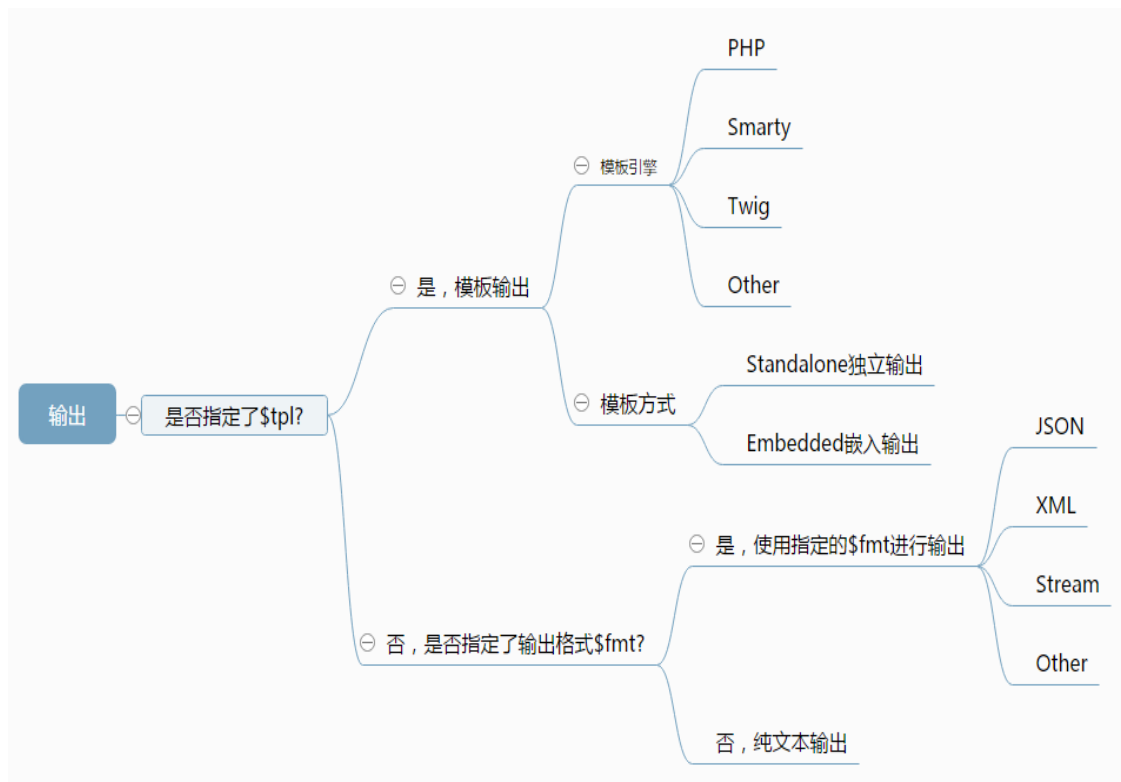 输出
是否指定了$tpl?
是，模板输出
模板引擎
PHP
Smarty
Twig
Other
模板方式
Standalone独立输出
Embedded嵌入输出
否，是否指定了输出格式$fmt?
是，使用指定的$fmt进行输出
JSON
XML
Stream
Other
否，纯文本输出